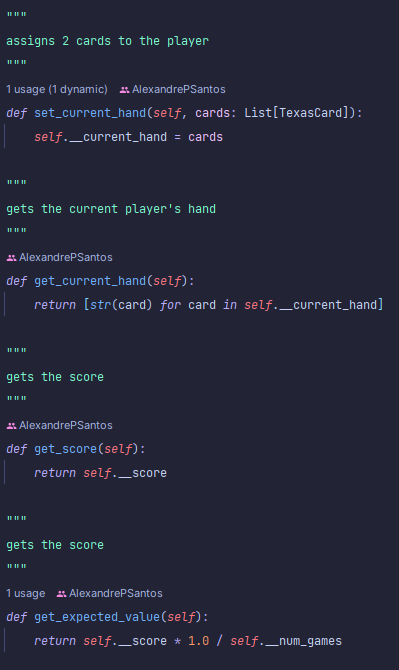 """
assigns 2 cards to the player
"""
1 usage (1 dynamic) AlexandrePSantos
def set_current_hand(self, cards: List[TexasCard]):
    self.__current_hand = cards
"""
gets the current player's hand
"""
AlexandrePSantos
def get_current_hand(self):
    return [str(card) for card in self.__current_hand]
"""
gets the score
"""
AlexandrePSantos
def get_score(self):
    return self.__score
"""
gets the score
"""
1 usage AlexandrePSantos
def get_expected_value(self):
    return self.__score * 1.0 / self.__num_games